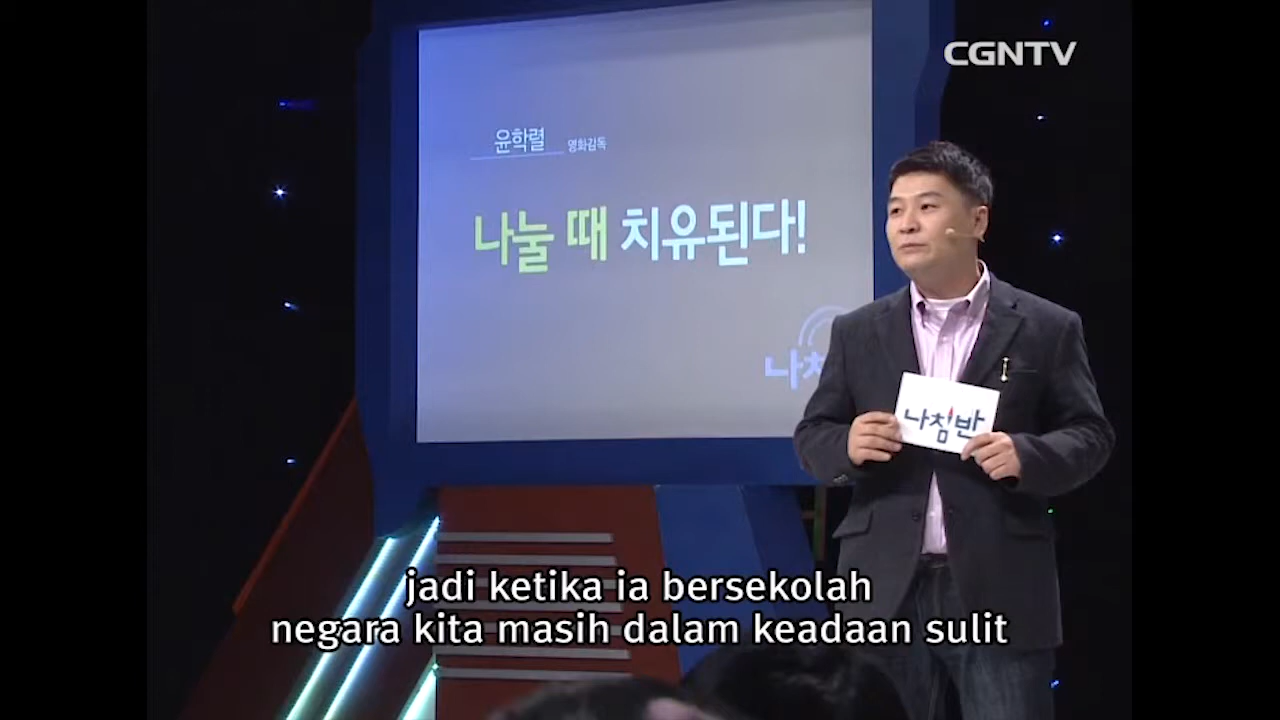 CGNTV
윤학렬 영화감독
나눌 때 치유된다!
나침반
jadi ketika ia bersekolah
negara kita masih dalam keadaan sulit